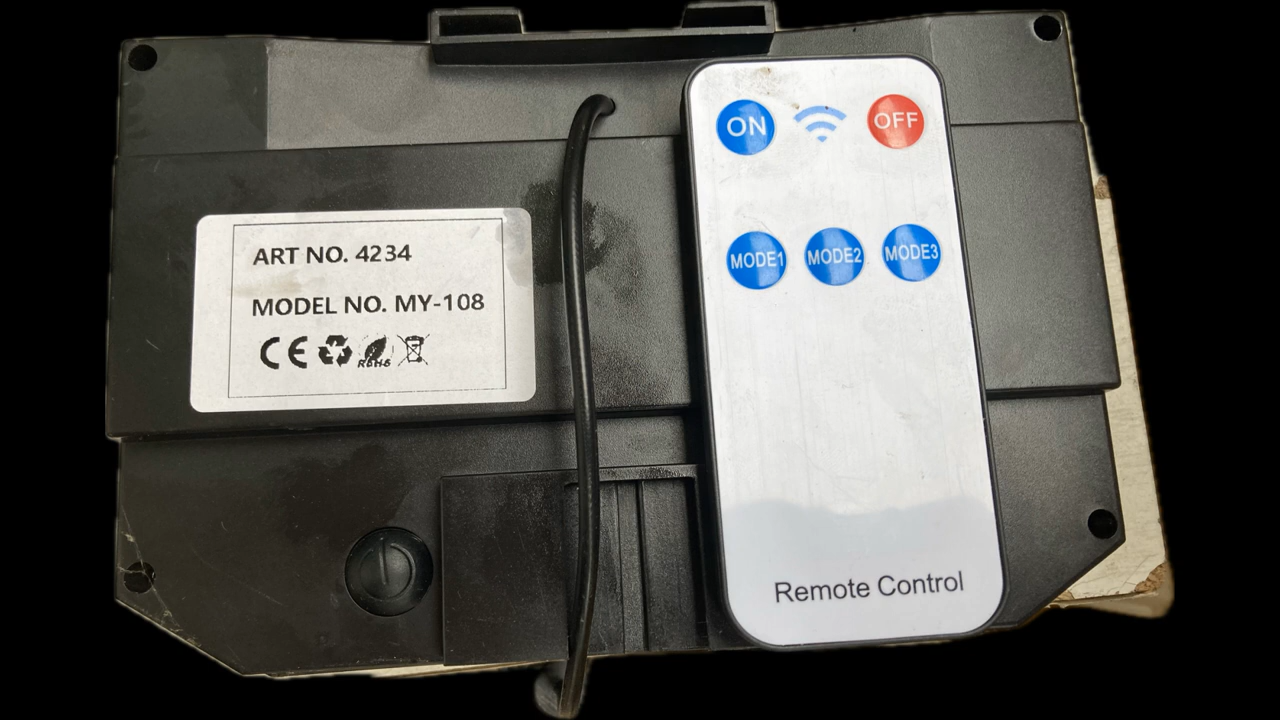 ART NO. 4234
MODEL NO. MY-108
CE
RoHS
ON OFF
MODE1 MODE2 MODE3
Remote Control